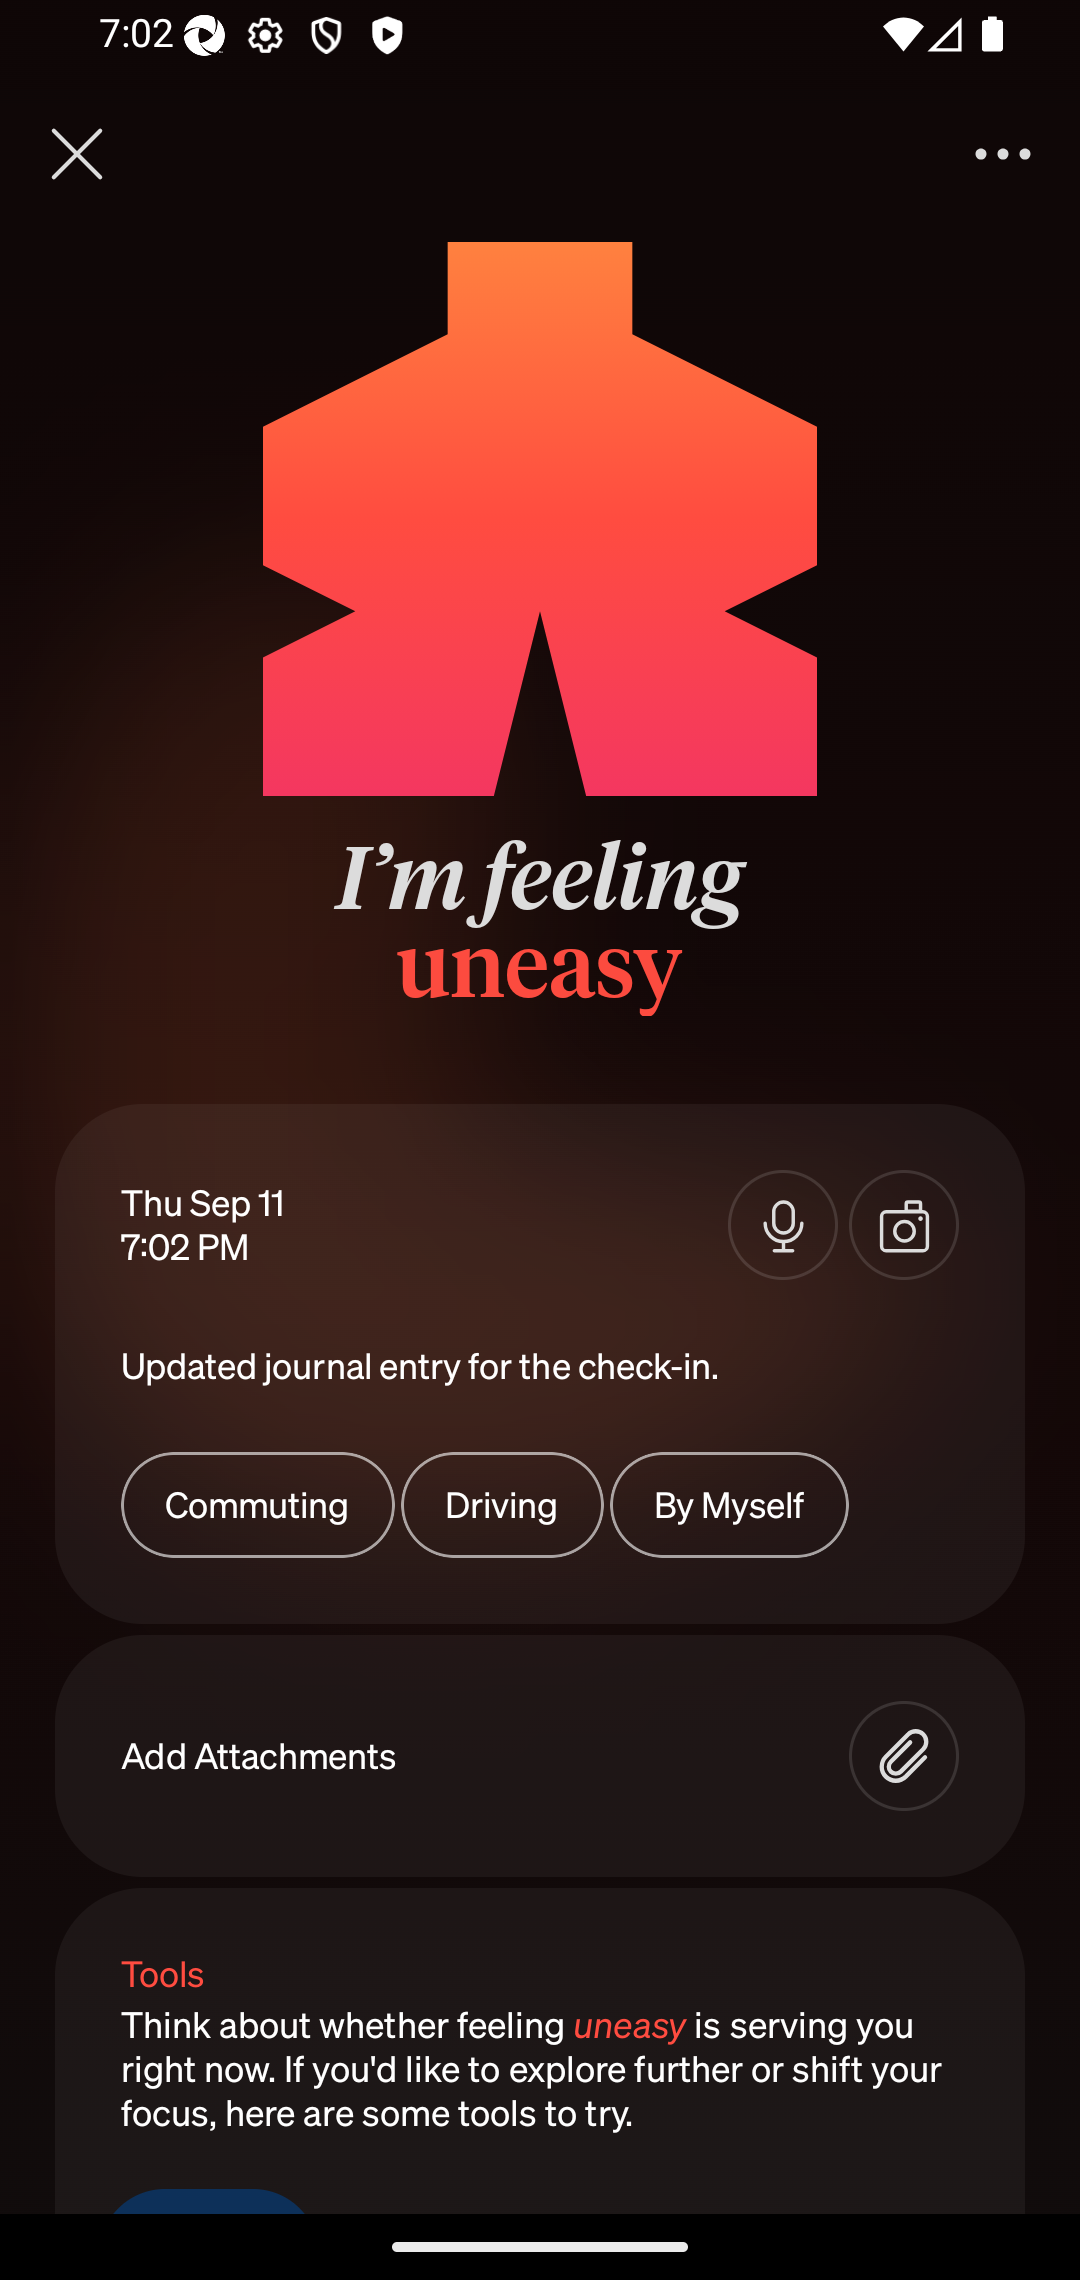 7:02
I'm feeling
uneasy
Thu Sep 11
7:02 PM
Updated journal entry for the check-in.
Commuting
Driving
By Myself
Add Attachments
Tools
Think about whether feeling uneasy is serving you
right now. If you'd like to explore further or shift your
focus, here are some tools to try.